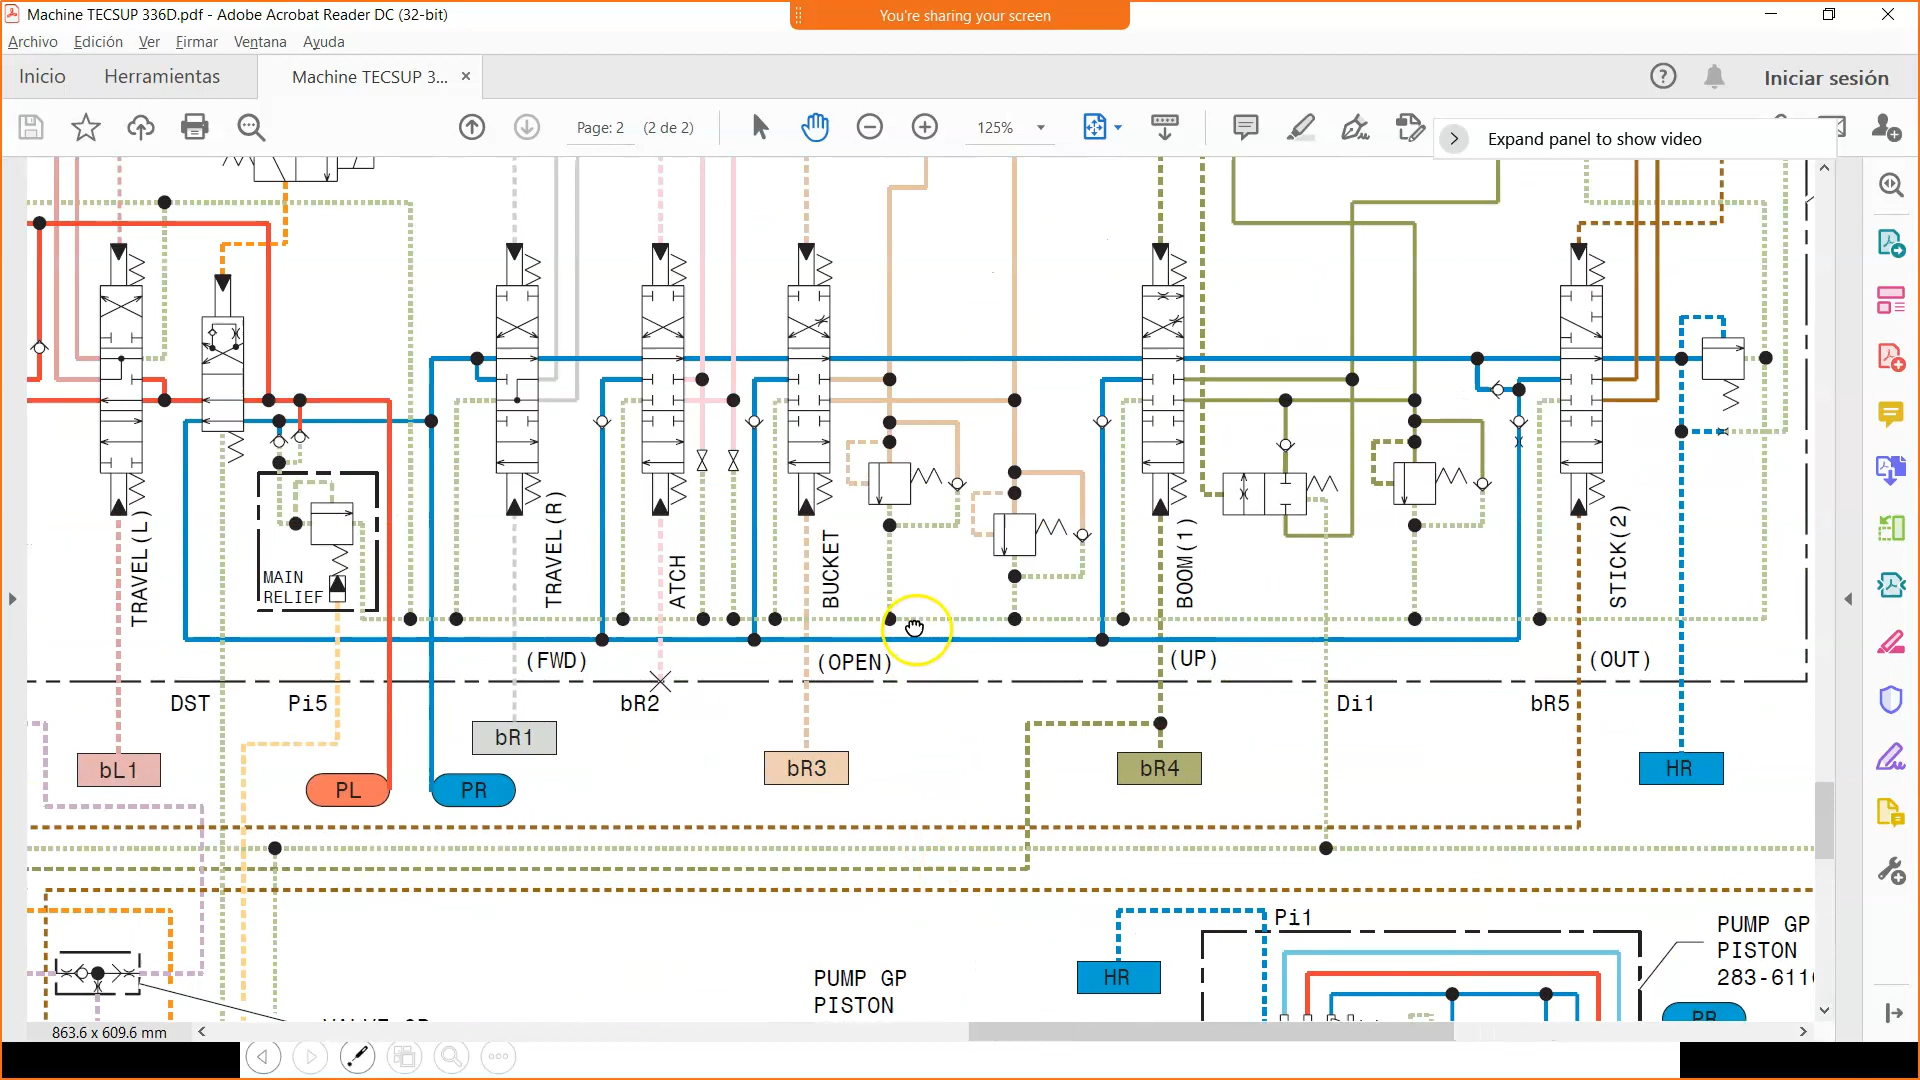 Machine TECSUP 336D.pdf - Adobe Acrobat Reader DC (32-bit)
You're sharing your screen
Archivo Edición Ver Firmar Ventana Ayuda
Inicio Herramientas Machine TECSUP 3... Iniciar sesión
Page: 2 (2 de 2) 125%
Expand panel to show video
TRAVEL(L)
MAIN
RELIEF
TRAVEL(R)
ATCH
BUCKET
BOOM(1)
STICK(2)
(FWD) (OPEN) (UP) (OUT)
DST Pi5 bR2 Di1 bR5
bR1
bL1 PL PR bR3 bR4 HR
Pi1
PUMP GP
PISTON
283-611
HR
PUMP GP
PISTON
PR
863.6 x 609.6 mm